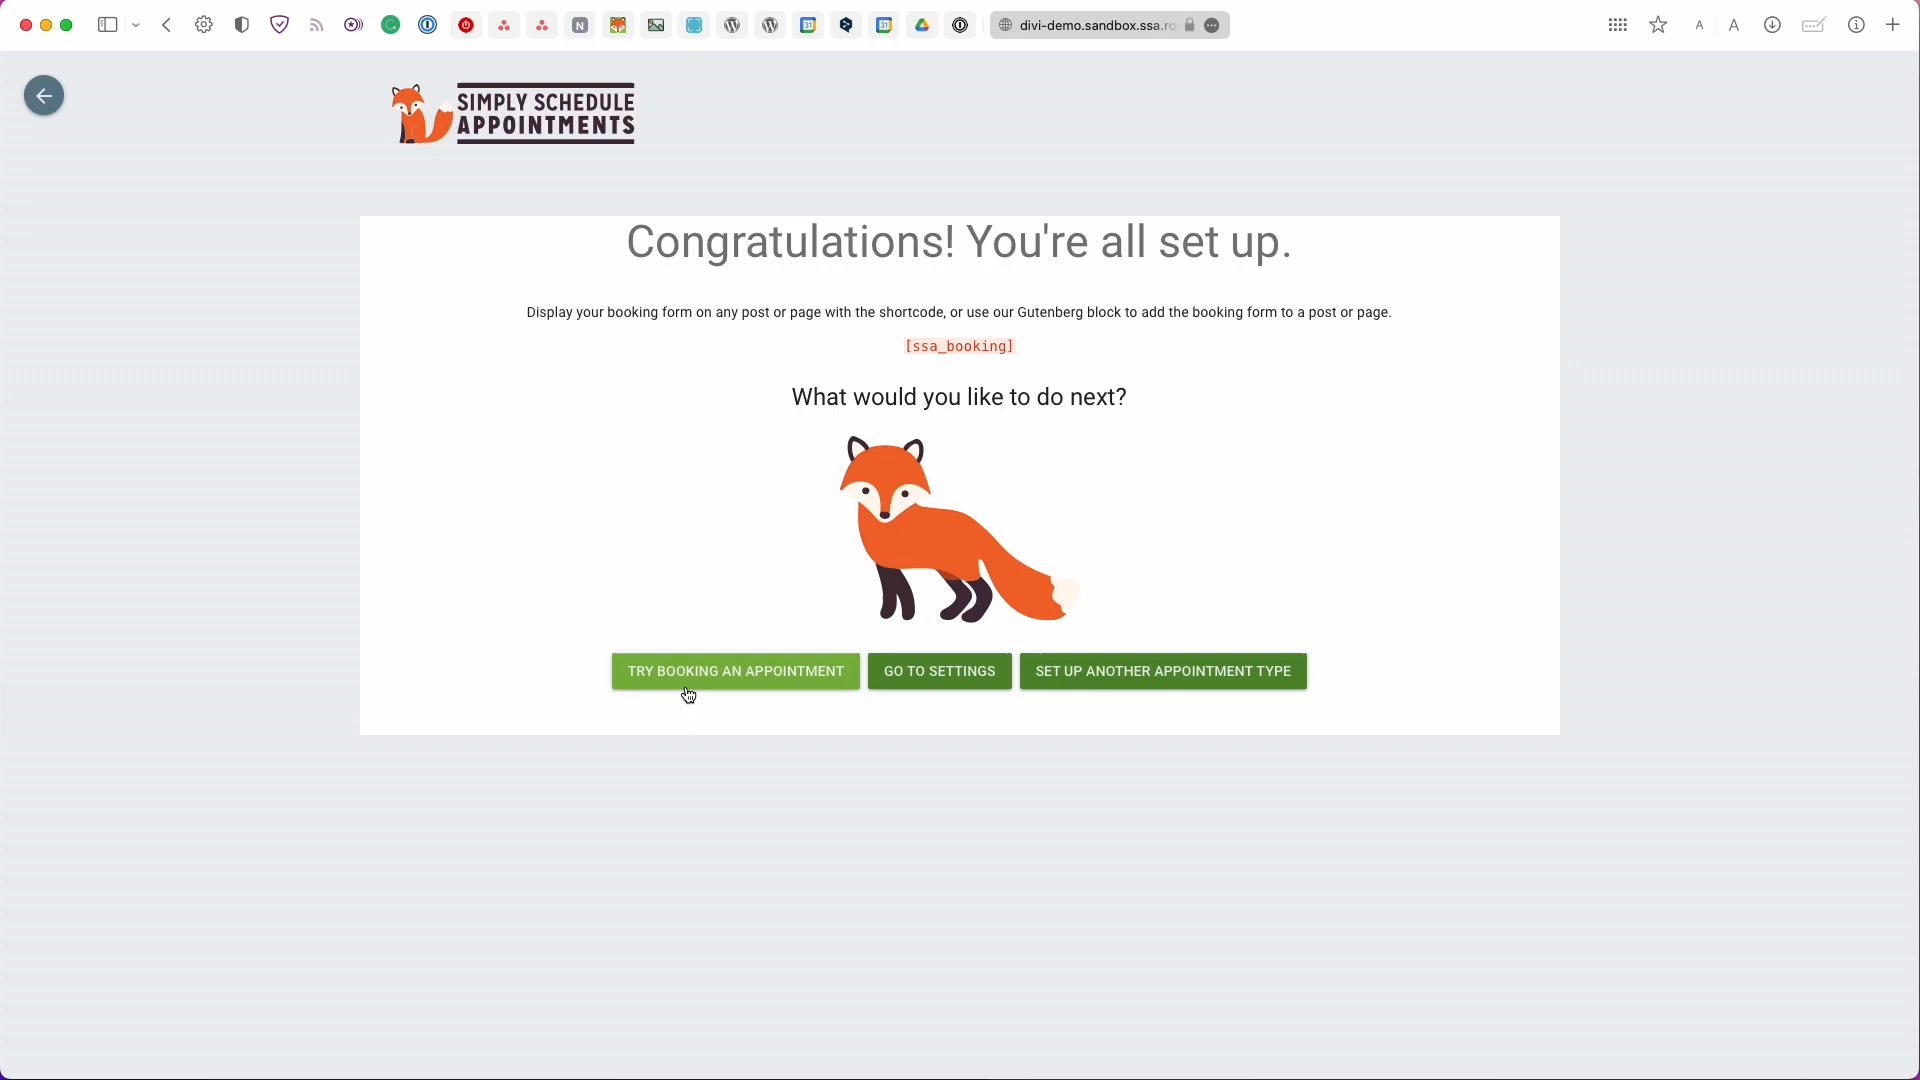 divi-demo.sandbox.ssa.ro
SIMPLY SCHEDULE
APPOINTMENTS
Congratulations! You're all set up.
Display your booking form on any post or page with the shortcode, or use our Gutenberg block to add the booking form to a post or page.
[ssa_booking]
What would you like to do next?
TRY BOOKING AN APPOINTMENT
GO TO SETTINGS
SET UP ANOTHER APPOINTMENT TYPE